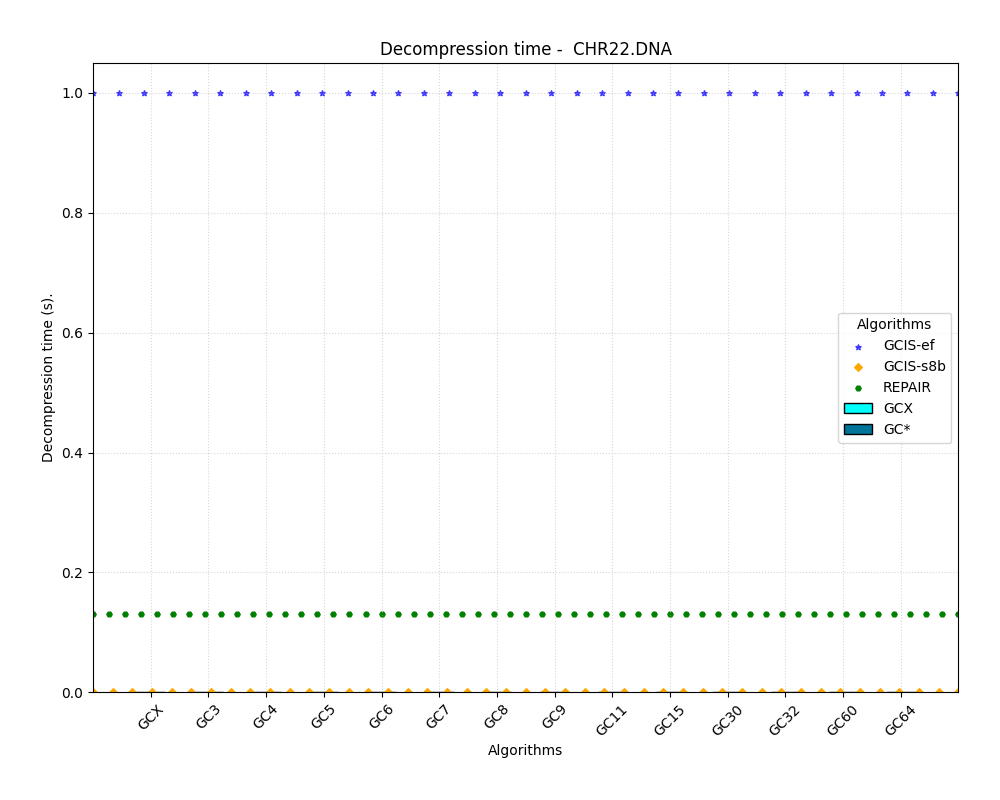 Decompression time -  CHR22.DNA
Decompression time (s).
1.0
0.8
0.6
0.4
0.2
0.0
Algorithms
GCIS-ef
GCIS-s8b
REPAIR
GCX
GC*
GCX
GC3
GC4
GC5
GC6
GC7
GC8
GC9
GC11
GC15
GC30
GC32
GC60
GC64
Algorithms